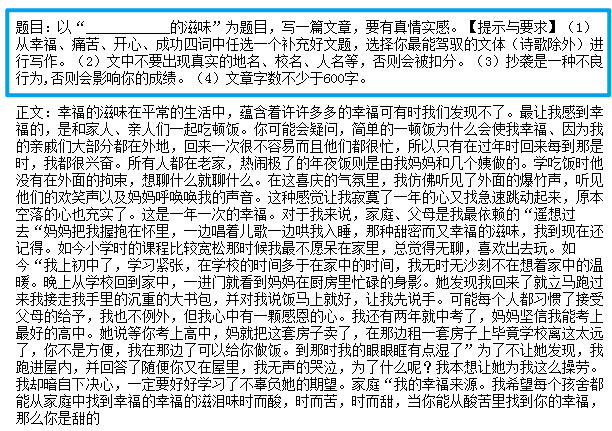 题目：以“____________的滋味”为题目，写一篇文章，要有真情实感。【提示与要求】（1）
从幸福、痛苦、开心、成功四词中任选一个补充好文题，选择你最能驾驭的文体（诗歌除外）进
行写作。（2）文中不要出现真实的地名、校名、人名等，否则会被扣分。（3）抄袭是一种不良
行为,否则会影响你的成绩。（4）文章字数不少于600字。
正文：幸福的滋味在平常的生活中，蕴含着许许多多的幸福可有时我们发现不了。最让我感到幸
福的，是和家人、亲人们一起吃顿饭。你可能会疑问，简单的一顿饭为什么会使我幸福、因为我
的亲戚们大部分都在外地，回来一次很不容易而且他们都很忙，所以只有在过年时回来每到那是
时，我都很兴奋。所有人都在老家，热闹极了的年夜饭则是由我妈妈和几个姨做的。学吃饭时他
没有在外面的拘束，想聊什么就聊什么。在这喜庆的气氛里，我仿佛听见了外面的爆竹声，听见
他们的欢笑声以及妈妈呼唤唤我的声音。这种感觉让我寂寞了一年的心又找急速跳动起来，原本
空落的心也充实了。这是一年一次的幸福。对于我来说，家庭、父母是我最依赖的“遥想过
去“妈妈把我握抱在怀里，一边唱着儿歌一边哄我入睡，那种甜密而又幸福的滋味，我到现在还
记得。如今小学时的课程比较宽松那时候我最不愿呆在家里，总觉得无聊，喜欢出去玩。如
今“我上初中了，学习紧张，在学校的时间多于在家中的时间，我无时无沙刻不在想着家中的温
暖。晚上从学校回到家中，一进门就看到妈妈在厨房里忙碌的身影。她发现我回来了就立马跑过
来我接走我手里的沉重的大书包，并对我说饭马上就好，让我先说手。可能每个人都习惯了接受
父母的给予，我也不例外，但我心中有一颗感恩的心。我还有两年就中考了，妈妈坚信我能考上
最好的高中。她说等你考上高中，妈就把这套房子卖了，在那边租一套房子上毕竟学校离这太远
了，你不是方便，我在那边了可以给你做饭。到那时我的眼眼眶有点湿了”为了不让她发现，我
跑进屋内，并回答了随便你又在屋里，我无声的哭泣，为了什么呢？我本想让她为我这么操劳。
我却暗自下决心，一定要好好学习了不辜负她的期望。家庭“我的幸福来源。我希望每个孩舍都
能从家庭中找到幸福的幸福的滋泪味时而酸，时而苦，时而甜，当你能从酸苦里找到你的幸福，
那么你是甜的